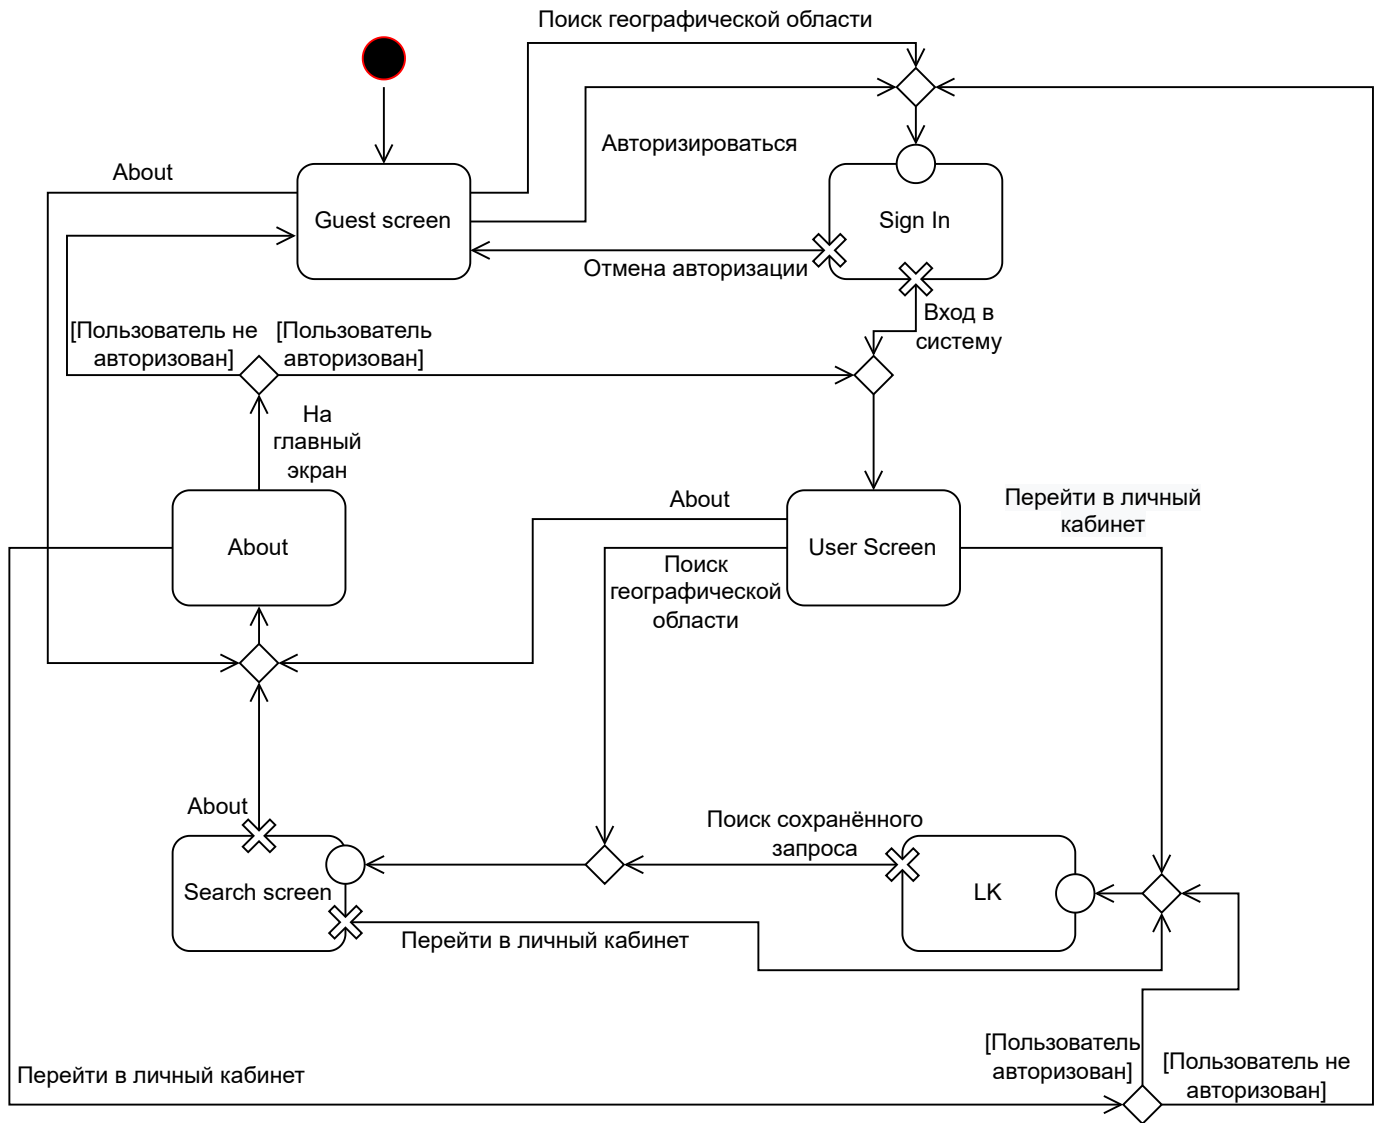 Поиск географической области
Авторизироваться
About
Guest screen
Sign In
Отмена авторизации
Вход в
систему
[Пользователь не
авторизован]
[Пользователь
авторизован]
На
главный
экран
About
About
User Screen
Перейти в личный
кабинет
Поиск
географической
области
About
Search screen
Поиск сохранённого
запроса
LK
Перейти в личный кабинет
[Пользователь
авторизован]
[Пользователь не
авторизован]
Перейти в личный кабинет